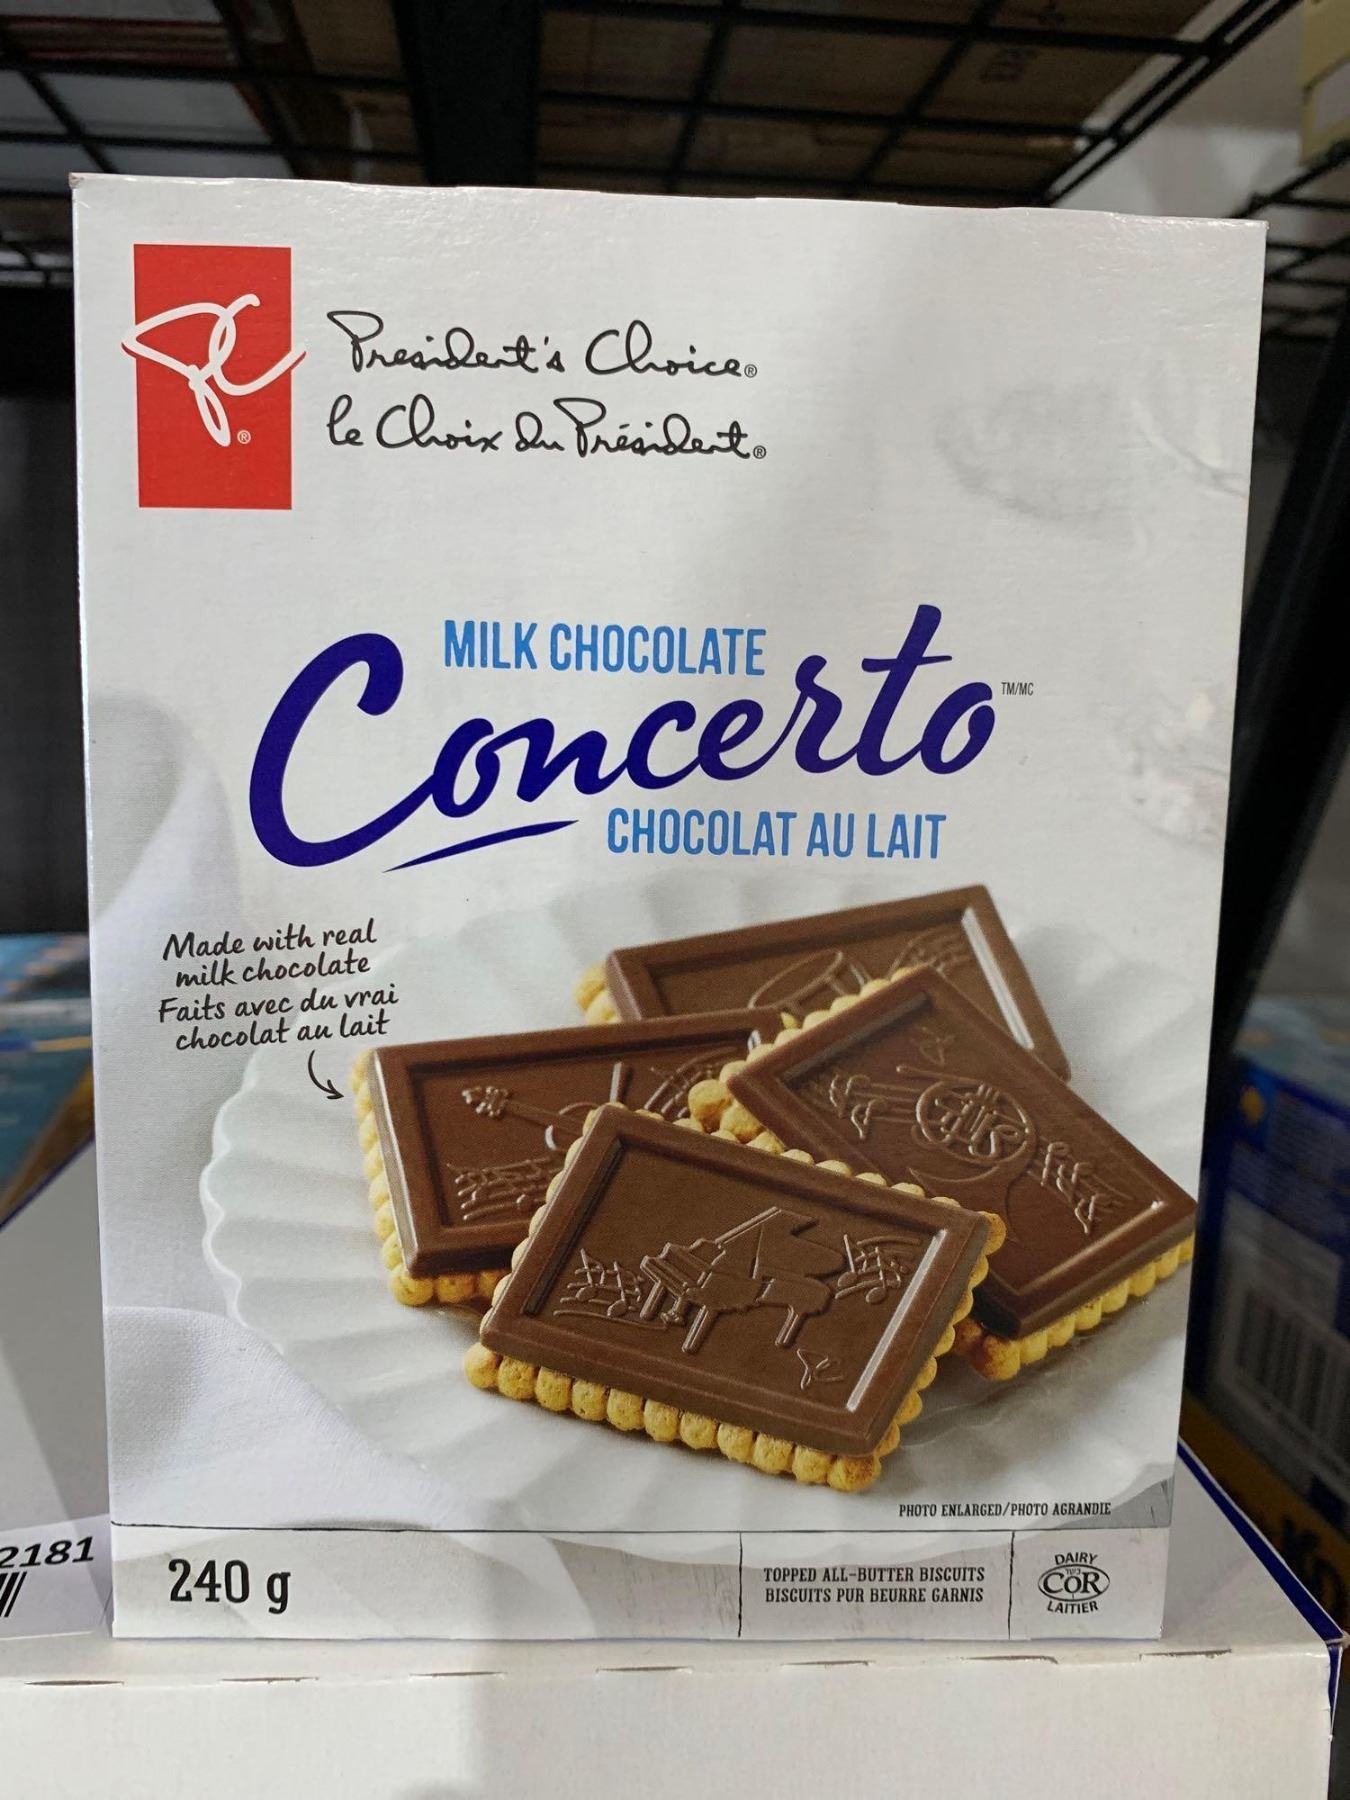 PC®
President's Choice®
le Choix du Président®
MILK CHOCOLATE
Concerto TM/MC
CHOCOLAT AU LAIT
Made with real
milk chocolate
Faits avec du vrai
chocolat au lait
PHOTO ENLARGED/PHOTO AGRANDIE
2181
240 g
TOPPED ALL-BUTTER BISCUITS
BISCUITS PUR BEURRE GARNIS
DAIRY
COR
LAITIER